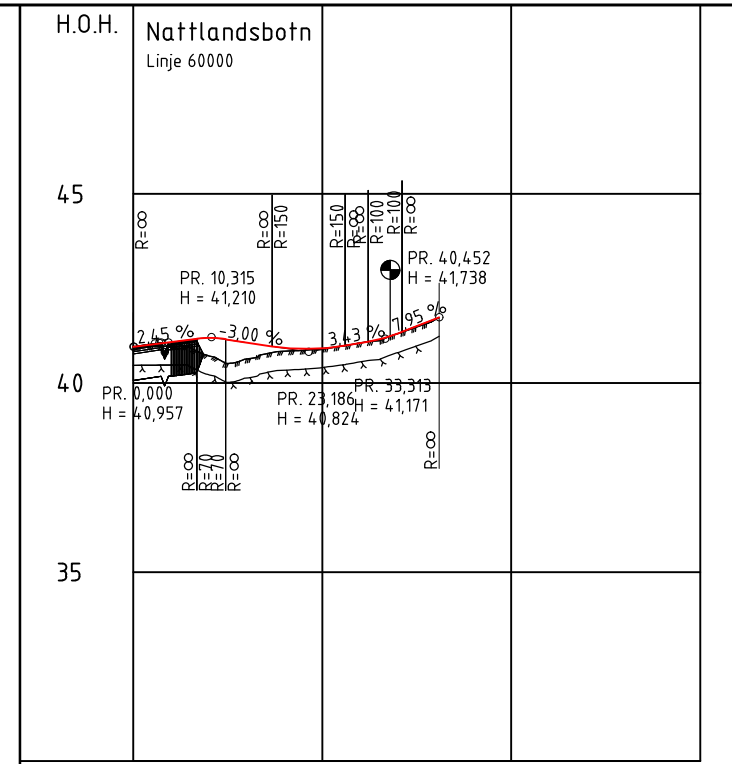 H.O.H.
Nattlandsbotn
Linje 60000
45
R=∞
R=∞
R=150
R=150
R=∞
R=∞
R=100
R=100
R=∞
PR. 40,452
H = 41,738
PR. 10,315
H = 41,210
2,45 %
-3,00 %
3,43 %
7,95 %
40
PR. 0,000
H = 40,957
PR. 23,186
H = 40,824
PR. 33,313
H = 41,171
R=∞
R=70
R=70
R=∞
R=∞
35